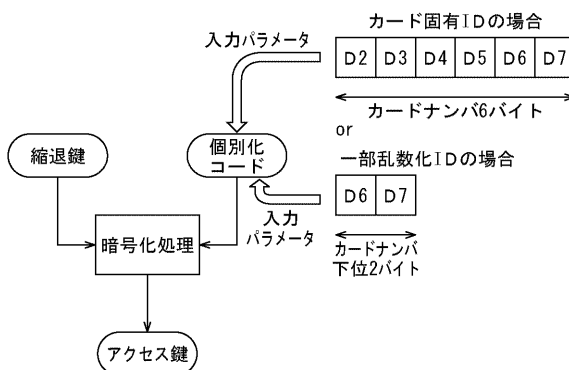 カード固有IDの場合
入力パラメータ
D2 D3 D4 D5 D6 D7
カードナンバ6バイト
or
縮退鍵
個別化
コード
一部乱数化IDの場合
D6 D7
入力
パラメータ
カードナンバ
下位2バイト
暗号化処理
アクセス鍵